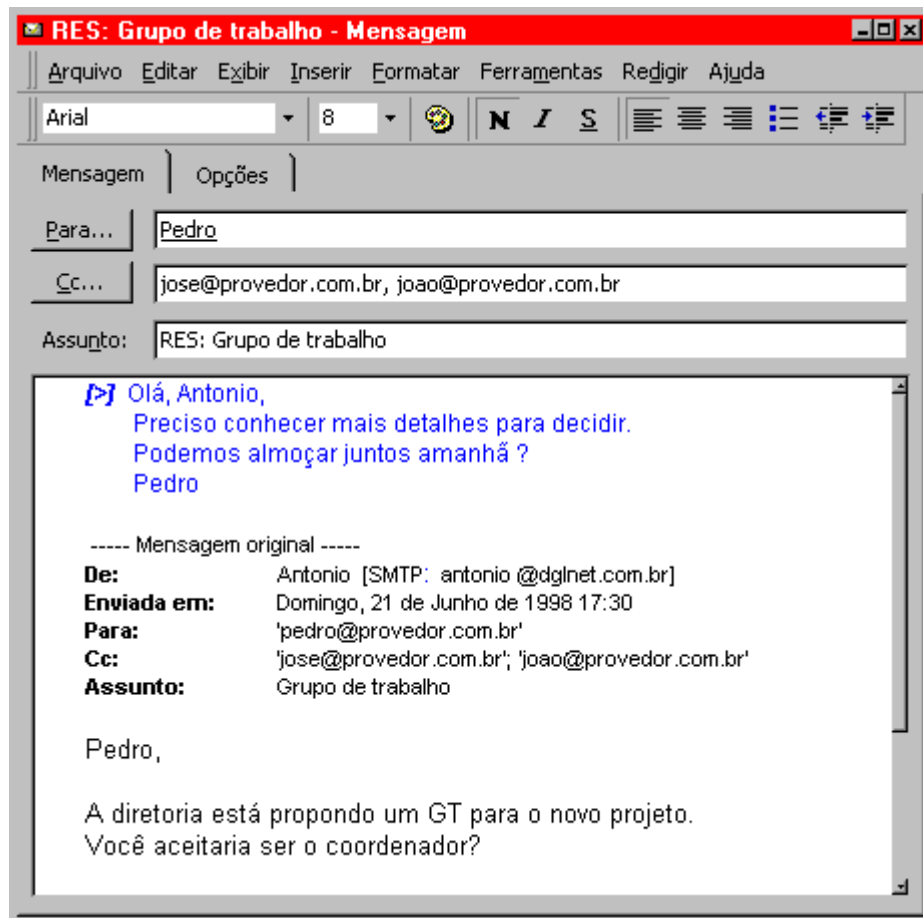 RES: Grupo de trabalho - Mensagem
Arquivo Editar Exibir Inserir Formatar Ferramentas Redigir Ajuda
Arial 8 N I S
Mensagem Opções
Para... Pedro
Cc... jose@provedor.com.br, joao@provedor.com.br
Assunto: RES: Grupo de trabalho
[>] Olá, Antonio,
Preciso conhecer mais detalhes para decidir.
Podemos almoçar juntos amanhã ?
Pedro
----- Mensagem original -----
De: Antonio [SMTP: antonio @dglnet.com.br]
Enviada em: Domingo, 21 de Junho de 1998 17:30
Para: 'pedro@provedor.com.br'
Cc: 'jose@provedor.com.br'; 'joao@provedor.com.br'
Assunto: Grupo de trabalho
Pedro,
A diretoria está propondo um GT para o novo projeto.
Você aceitaria ser o coordenador?